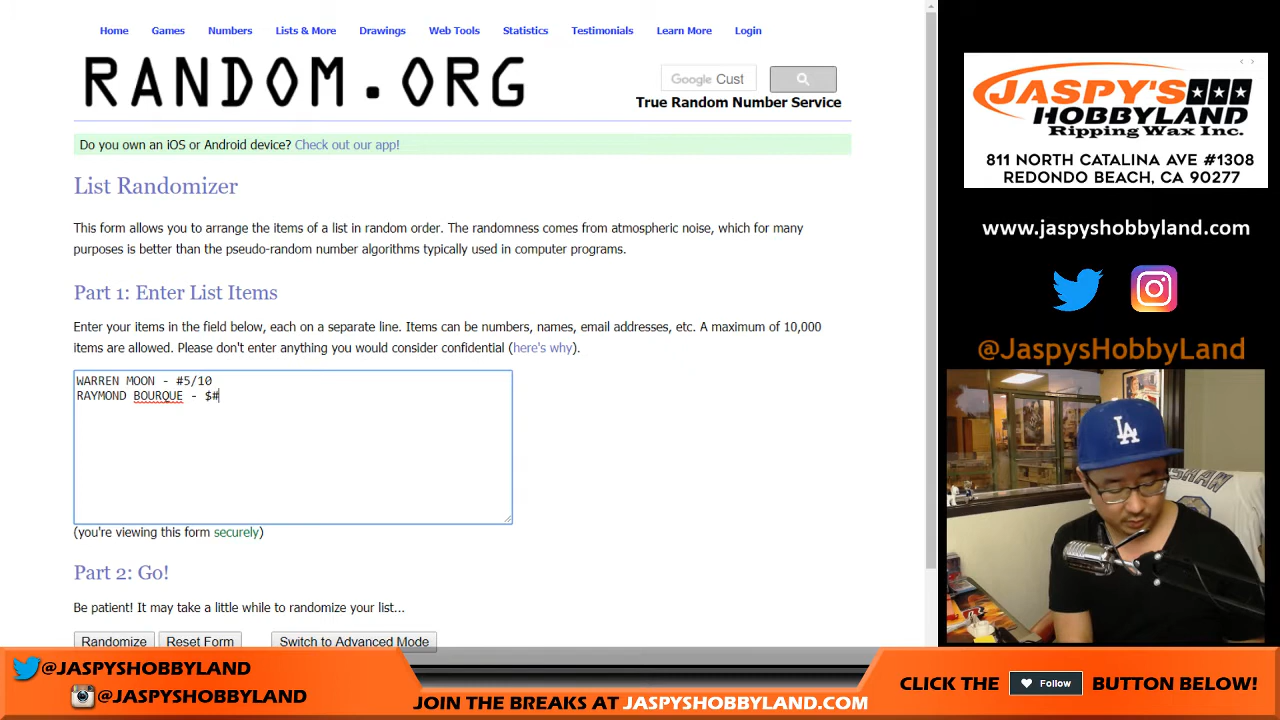 Home Games Numbers Lists & More Drawings Web Tools Statistics Testimonials Learn More Login
RANDOM.ORG
Google Cust
True Random Number Service
Do you own an iOS or Android device? Check out our app!
List Randomizer
This form allows you to arrange the items of a list in random order. The randomness comes from atmospheric noise, which for many
purposes is better than the pseudo-random number algorithms typically used in computer programs.
Part 1: Enter List Items
Enter your items in the field below, each on a separate line. Items can be numbers, names, email addresses, etc. A maximum of 10,000
items are allowed. Please don't enter anything you would consider confidential (here's why).
WARREN MOON - #5/10
RAYMOND BOURQUE - $#
(you're viewing this form securely)
Part 2: Go!
Be patient! It may take a little while to randomize your list...
Randomize Reset Form Switch to Advanced Mode
JASPY'S
HOBBYLAND
Ripping Wax Inc.
811 NORTH CATALINA AVE #1308
REDONDO BEACH, CA 90277
www.jaspyshobbyland.com
@JaspysHobbyLand
LA
@JASPYSHOBBYLAND
@JASPYSHOBBYLAND
JOIN THE BREAKS AT JASPYSHOBBYLAND.COM
CLICK THE Follow BUTTON BELOW!